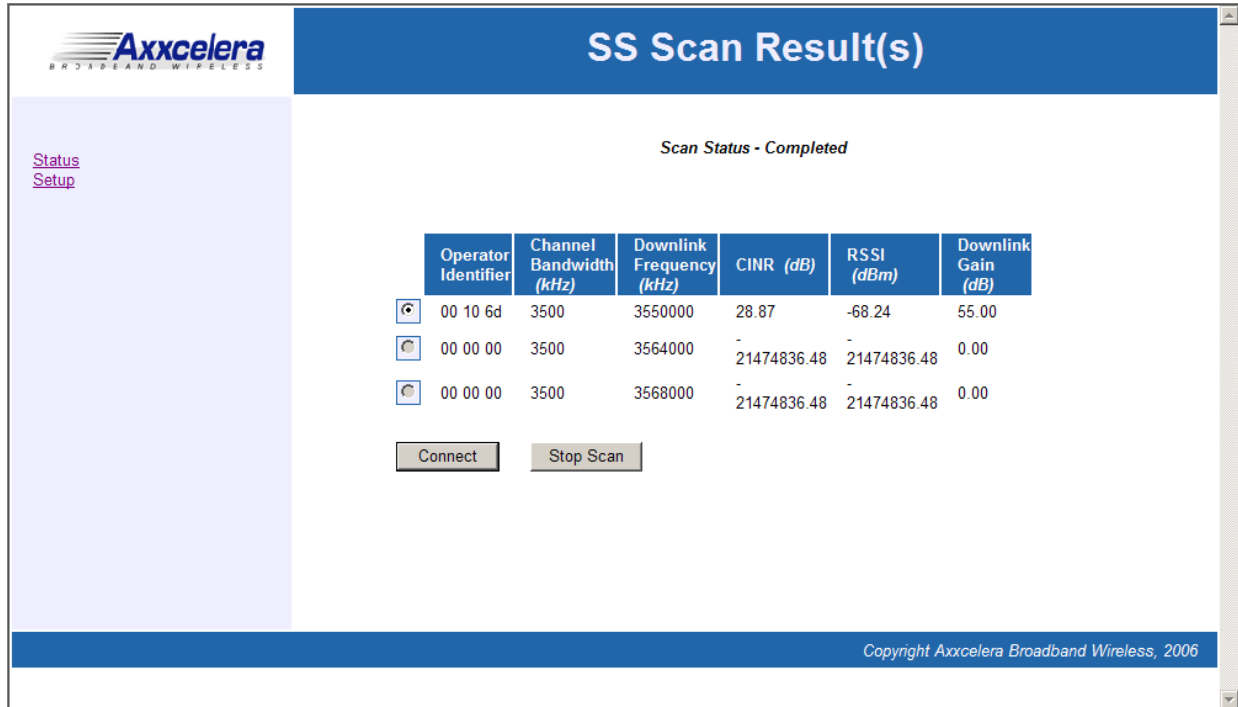 Axxcelera
BROADBAND WIRELESS
SS Scan Result(s)
Status
Setup
Scan Status - Completed
Operator Identifier Channel Bandwidth (kHz) Downlink Frequency (kHz) CINR (dB) RSSI (dBm) Downlink Gain (dB)
00 10 6d 3500 3550000 28.87 -68.24 55.00
00 00 00 3500 3564000 -21474836.48 -21474836.48 0.00
00 00 00 3500 3568000 -21474836.48 -21474836.48 0.00
Connect Stop Scan
Copyright Axxcelera Broadband Wireless, 2006